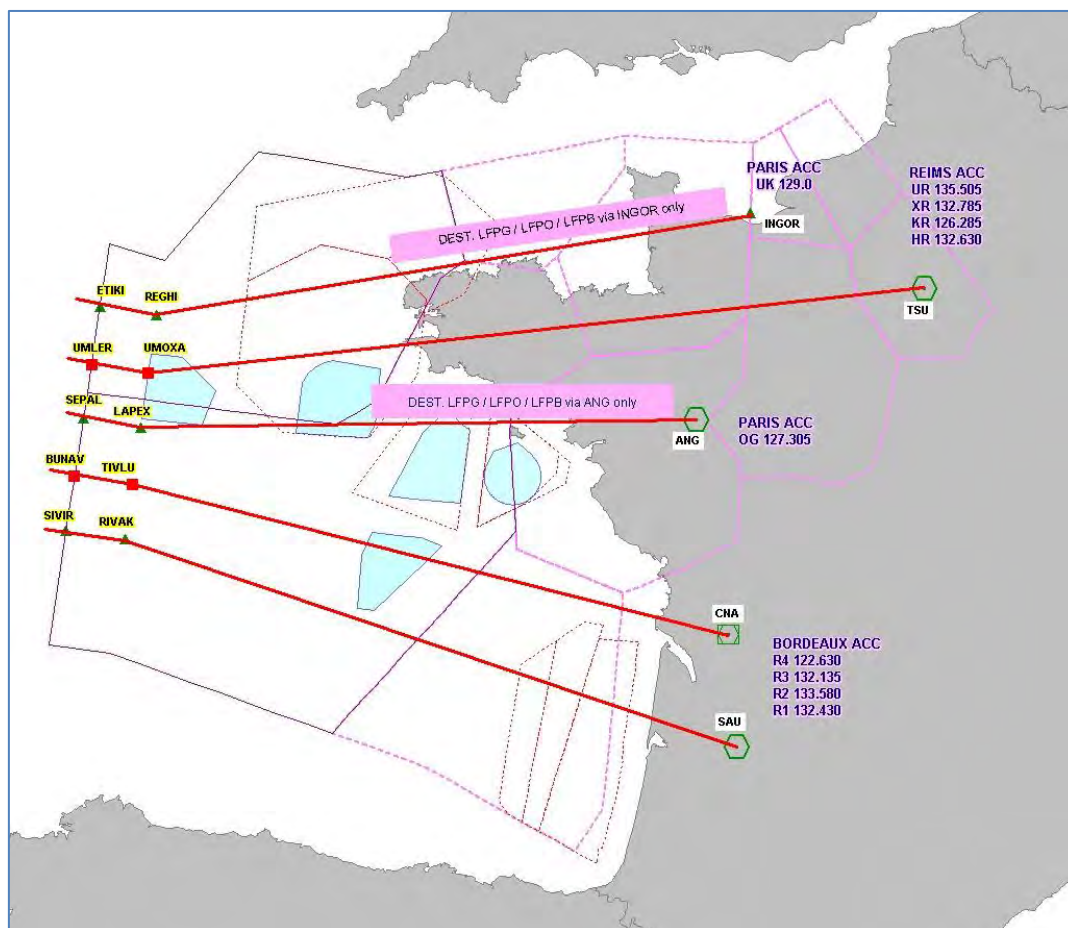 PARIS ACC
UK 129.0
REIMS ACC
UR 135.505
XR 132.785
KR 126.285
HR 132.630
DEST. LFPG / LFPO / LFPB via INGOR only
INGOR
ETIKI
REGHI
TSU
UMLER
UMOXA
SEPAL
LAPEX
DEST. LFPG / LFPO / LFPB via ANG only
ANG
PARIS ACC
OG 127.305
BUNAV
TIVLU
SIVIR
RIVAK
CNA
BORDEAUX ACC
R4 122.630
R3 132.135
R2 133.580
R1 132.430
SAU